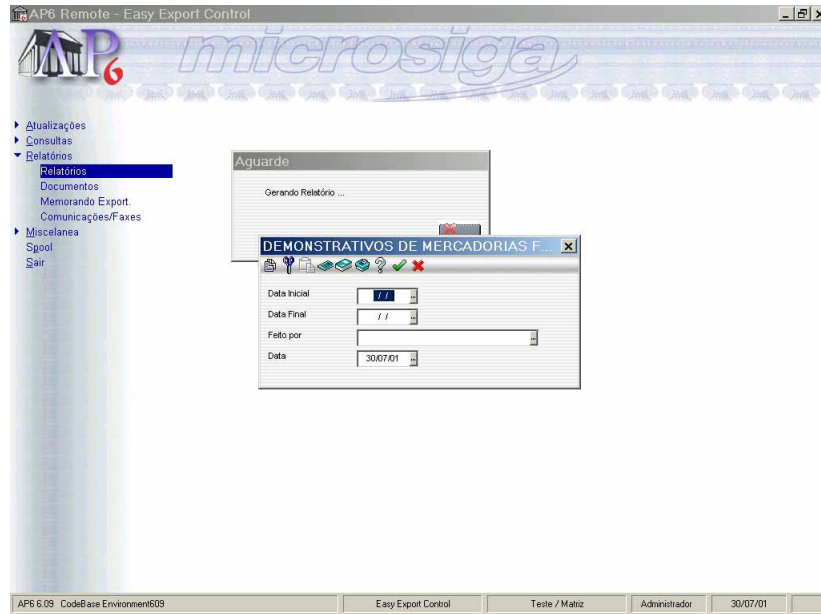 AP6 Remote - Easy Export Control
AP6
microsiga
Atualizações
Consultas
Relatórios
Relatórios
Documentos
Memorando Export.
Comunicações/Faxes
Miscelanea
Spool
Sair
Aguarde
Gerando Relatório ...
DEMONSTRATIVOS DE MERCADORIAS F...
Data Inicial / /
Data Final / /
Feito por
Data 30/07/01
AP6 6.09 CodeBase Environment609 Easy Export Control Teste / Matriz Administrador 30/07/01